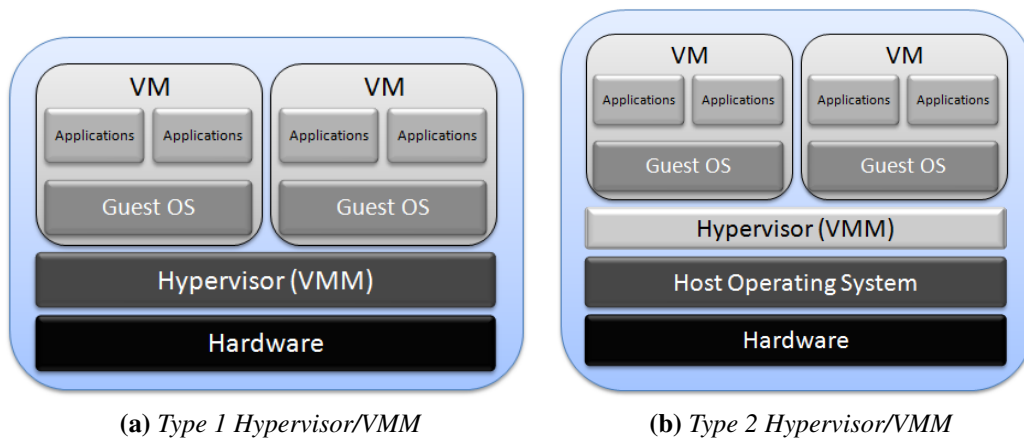 VM
Applications Applications
Guest OS
VM
Applications Applications
Guest OS
Hypervisor (VMM)
Hardware
(a) Type 1 Hypervisor/VMM
VM
Applications Applications
Guest OS
VM
Applications Applications
Guest OS
Hypervisor (VMM)
Host Operating System
Hardware
(b) Type 2 Hypervisor/VMM